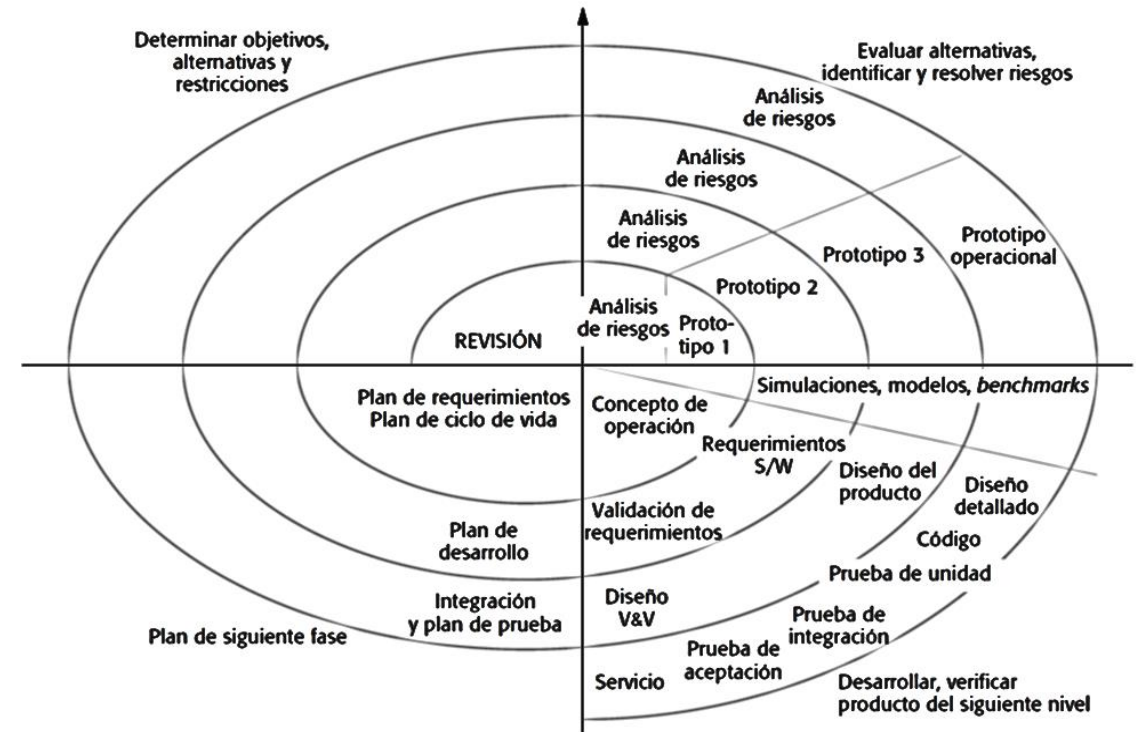 Determinar objetivos,
alternativas y
restricciones
Evaluar alternativas,
identificar y resolver riesgos
Análisis
de riesgos
Análisis
de riesgos
Análisis
de riesgos
Análisis
de riesgos
Proto-
tipo 1
Prototipo 2
Prototipo 3
Prototipo
operacional
REVISIÓN
Plan de requerimientos
Plan de ciclo de vida
Concepto de
operación
Simulaciones, modelos, benchmarks
Requerimientos
S/W
Diseño del
producto
Diseño
detallado
Validación de
requerimientos
Código
Plan de
desarrollo
Prueba de unidad
Integración
y plan de prueba
Diseño
V&V
Prueba de
integración
Plan de siguiente fase
Prueba de
aceptación
Servicio
Desarrollar, verificar
producto del siguiente nivel